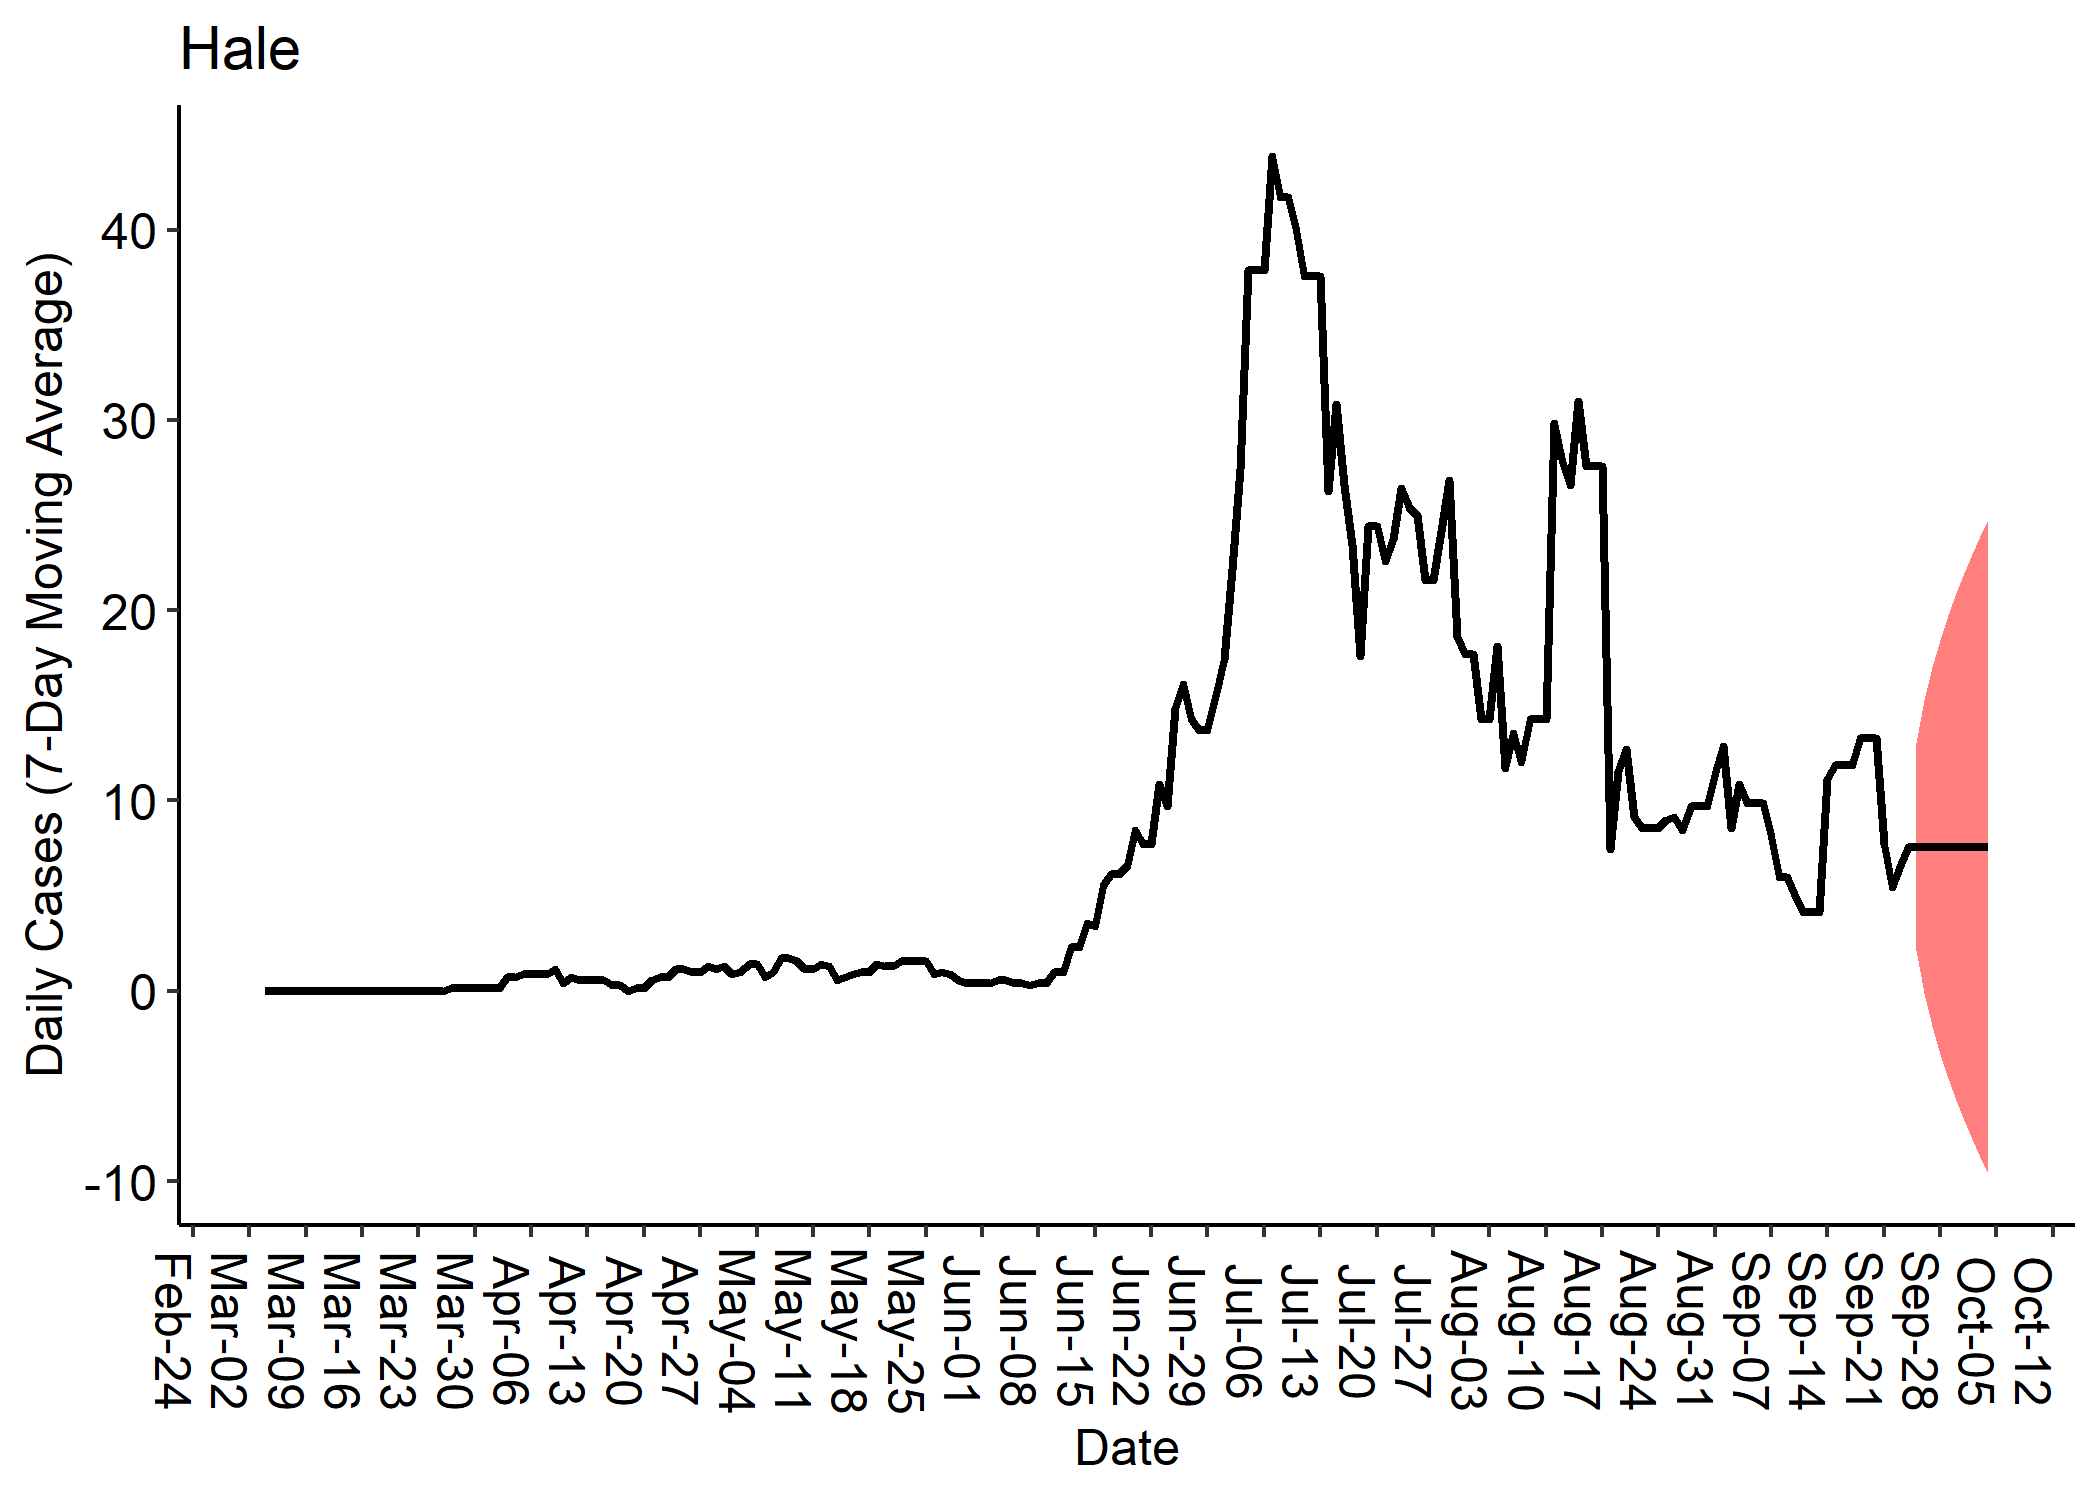 Hale
Daily Cases (7-Day Moving Average)
40
30
20
10
0
-10
Feb-24
Mar-02
Mar-09
Mar-16
Mar-23
Mar-30
Apr-06
Apr-13
Apr-20
Apr-27
May-04
May-11
May-18
May-25
Jun-01
Jun-08
Jun-15
Jun-22
Jun-29
Jul-06
Jul-13
Jul-20
Jul-27
Aug-03
Aug-10
Aug-17
Aug-24
Aug-31
Sep-07
Sep-14
Sep-21
Sep-28
Oct-05
Oct-12
Date